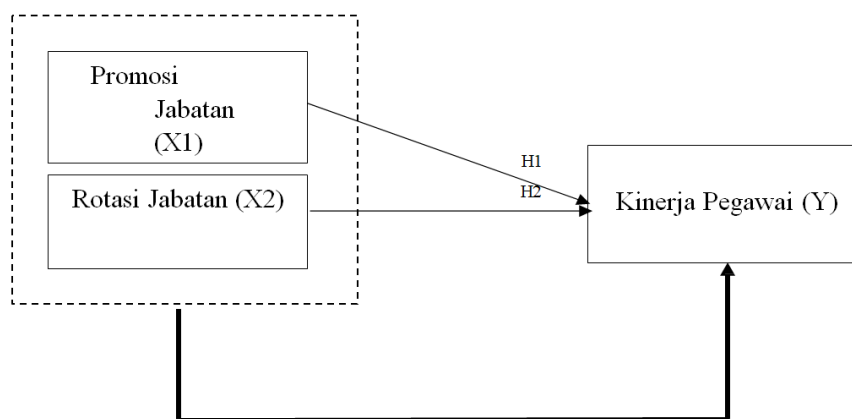 Promosi
Jabatan
(X1)
Rotasi Jabatan (X2)
H1
H2
Kinerja Pegawai (Y)